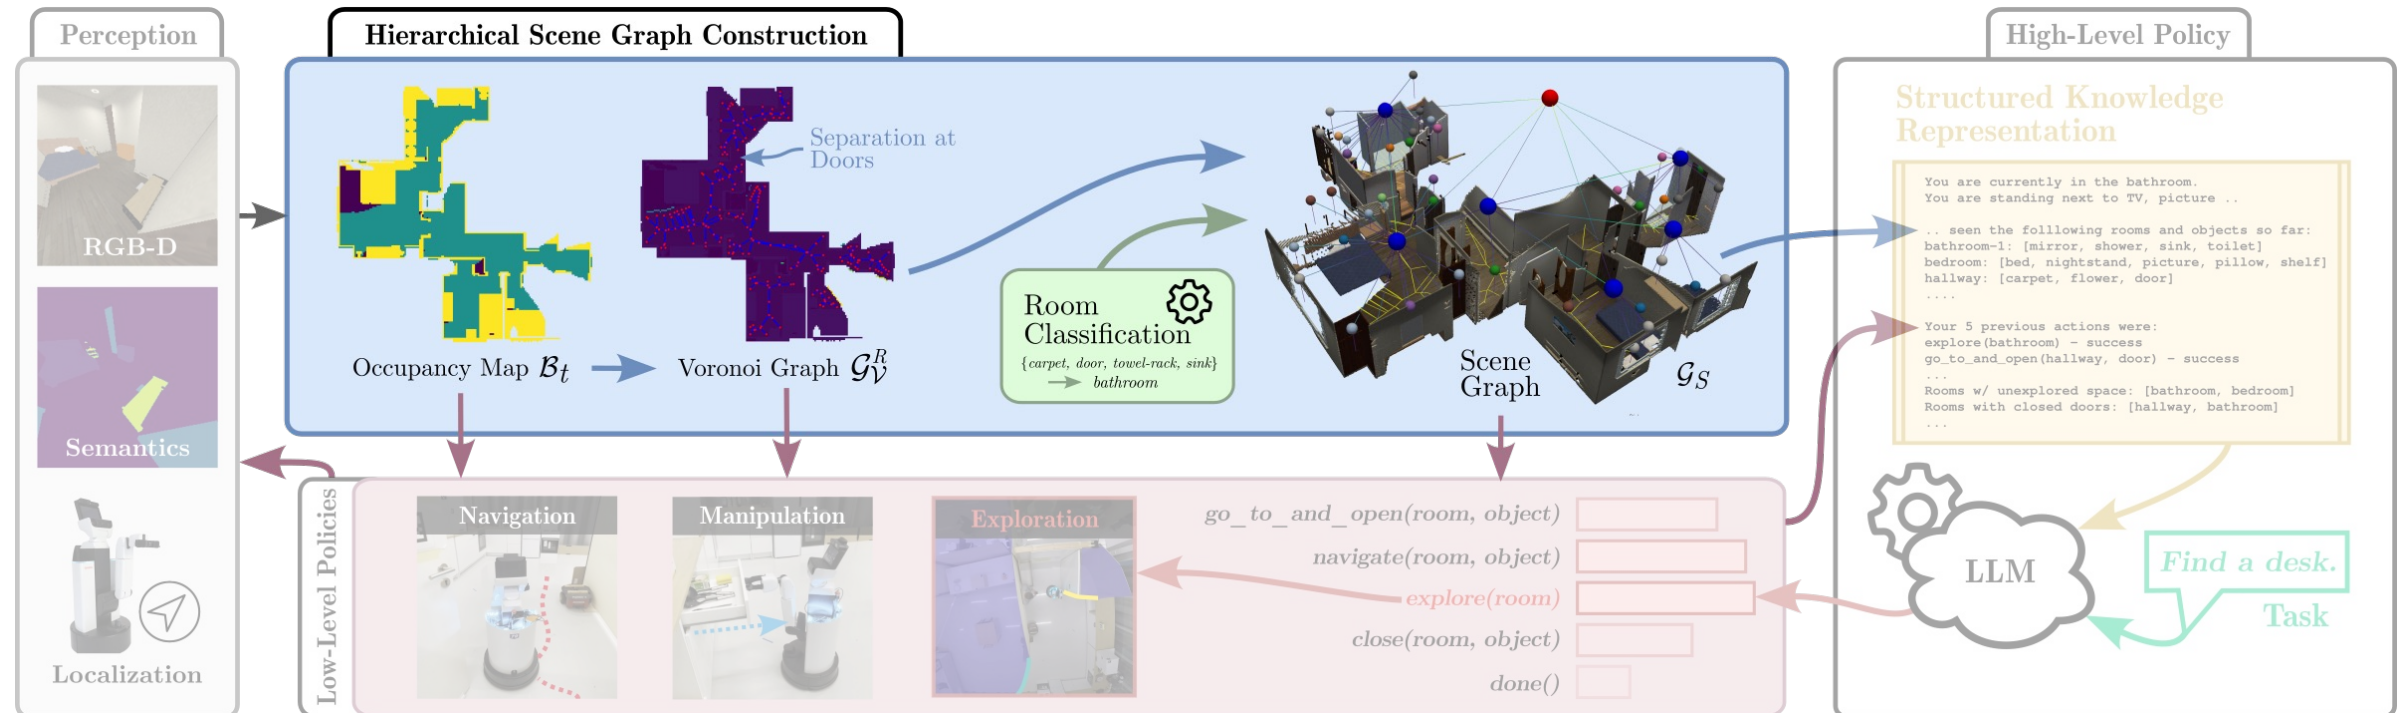 Perception
RGB-D
Semantics
Localization
Hierarchical Scene Graph Construction
Separation at
Doors
Occupancy Map 𝓑_t
Voronoi Graph 𝒢_𝒱^R
Room
Classification
{carpet, door, towel-rack, sink}
bathroom
Scene
Graph
𝒢_S
Low-Level Policies
Navigation
Manipulation
Exploration
go_to_and_open(room, object)
navigate(room, object)
explore(room)
close(room, object)
done()
High-Level Policy
Structured Knowledge
Representation
You are currently in the bathroom.
You are standing next to TV, picture ..
.. seen the folllowing rooms and objects so far:
bathroom-1: [mirror, shower, sink, toilet]
bedroom: [bed, nightstand, picture, pillow, shelf]
hallway: [carpet, flower, door]
....
Your 5 previous actions were:
explore(bathroom) - success
go_to_and_open(hallway, door) - success
...
Rooms w/ unexplored space: [bathroom, bedroom]
Rooms with closed doors: [hallway, bathroom]
...
LLM
Find a desk.
Task